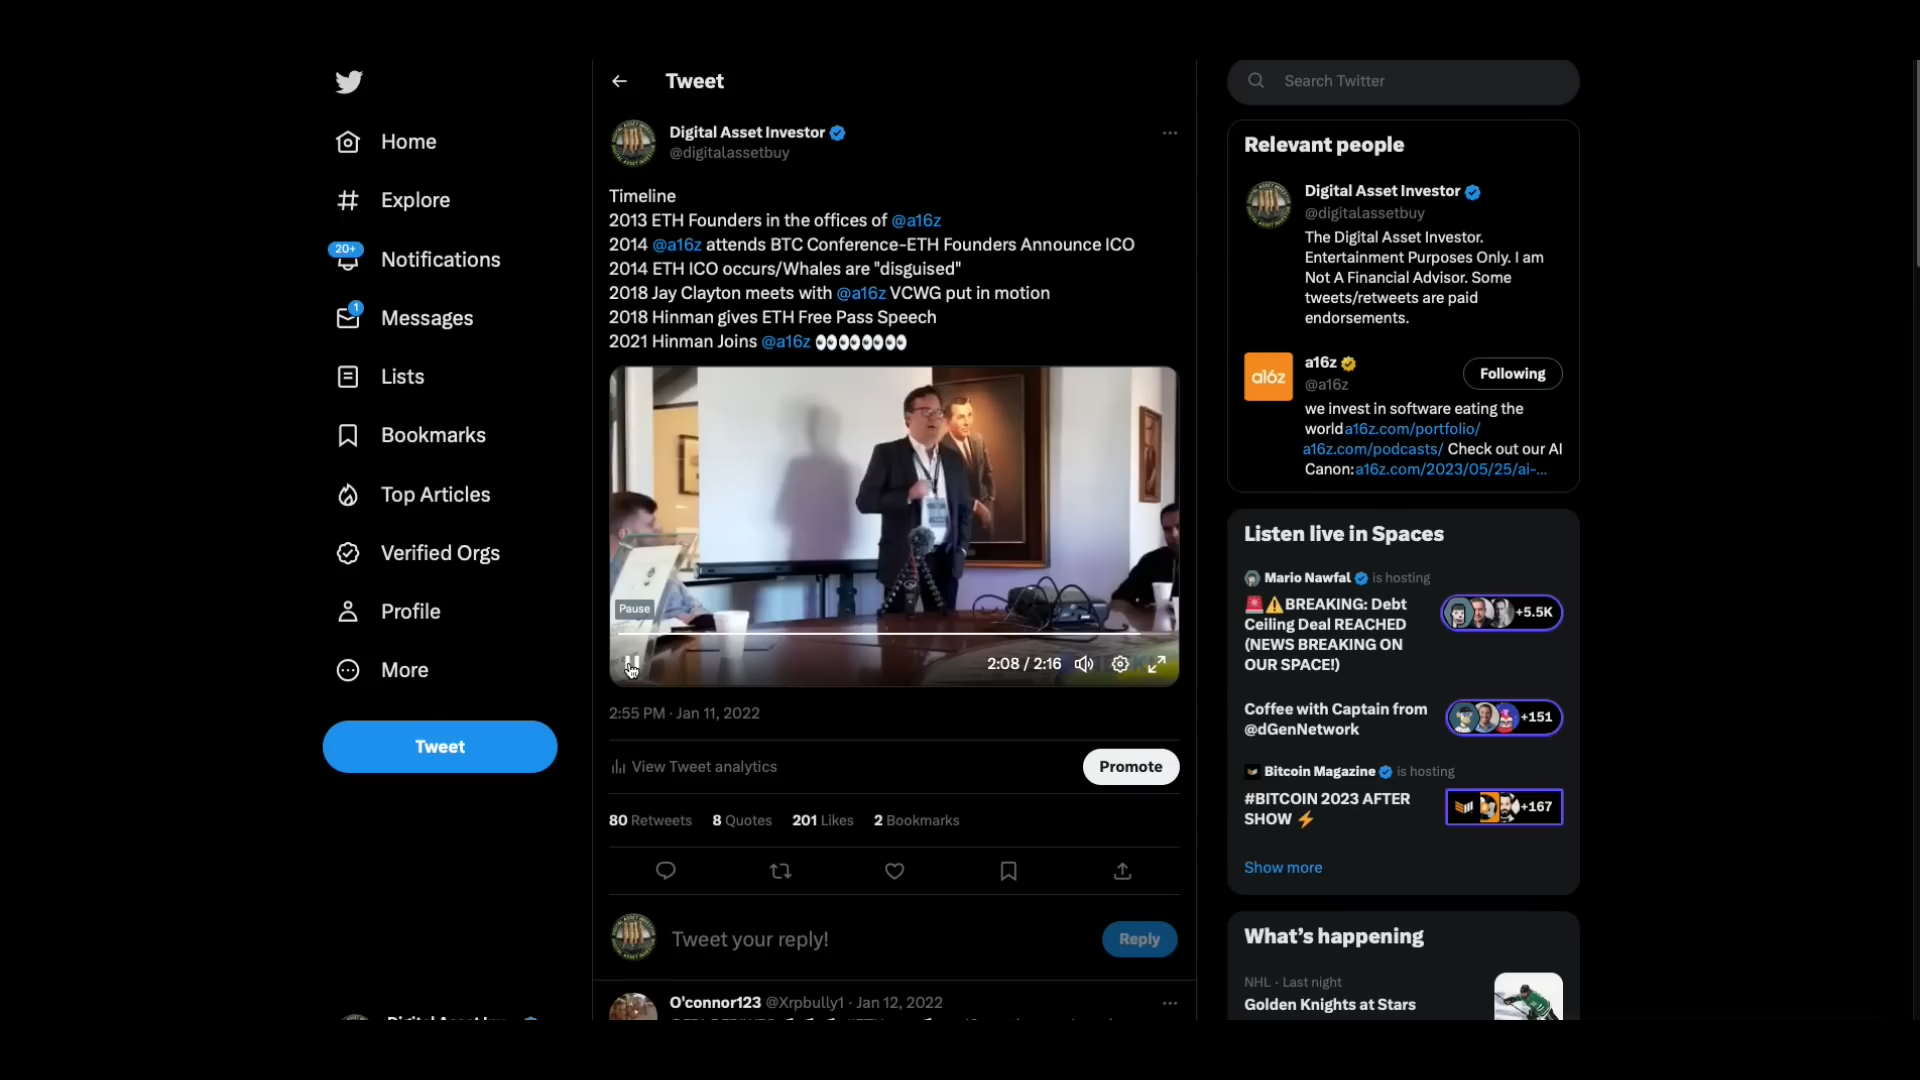 Home
Explore
20+
Notifications
1
Messages
Lists
Bookmarks
Top Articles
Verified Orgs
Profile
More
Tweet
Tweet
Digital Asset Investor
@digitalassetbuy
Timeline
2013 ETH Founders in the offices of @a16z
2014 @a16z attends BTC Conference-ETH Founders Announce ICO
2014 ETH ICO occurs/Whales are "disguised"
2018 Jay Clayton meets with @a16z VCWG put in motion
2018 Hinman gives ETH Free Pass Speech
2021 Hinman Joins @a16z 👀👀👀👀
Pause
2:08 / 2:16
2:55 PM · Jan 11, 2022
View Tweet analytics
Promote
80 Retweets 8 Quotes 201 Likes 2 Bookmarks
Tweet your reply!
Reply
O'connor123 @Xrpbully1 · Jan 12, 2022
Search Twitter
Relevant people
Digital Asset Investor
@digitalassetbuy
The Digital Asset Investor.
Entertainment Purposes Only. I am
Not A Financial Advisor. Some
tweets/retweets are paid
endorsements.
a16z
a16z
@a16z
Following
we invest in software eating the
worlda16z.com/portfolio/
a16z.com/podcasts/ Check out our AI
Canon:a16z.com/2023/05/25/ai-...
Listen live in Spaces
Mario Nawfal is hosting
🚨⚠️BREAKING: Debt
Ceiling Deal REACHED
(NEWS BREAKING ON
OUR SPACE!)
+5.5K
Coffee with Captain from
@dGenNetwork
+151
Bitcoin Magazine is hosting
#BITCOIN 2023 AFTER
SHOW ⚡
+167
Show more
What's happening
NHL · Last night
Golden Knights at Stars